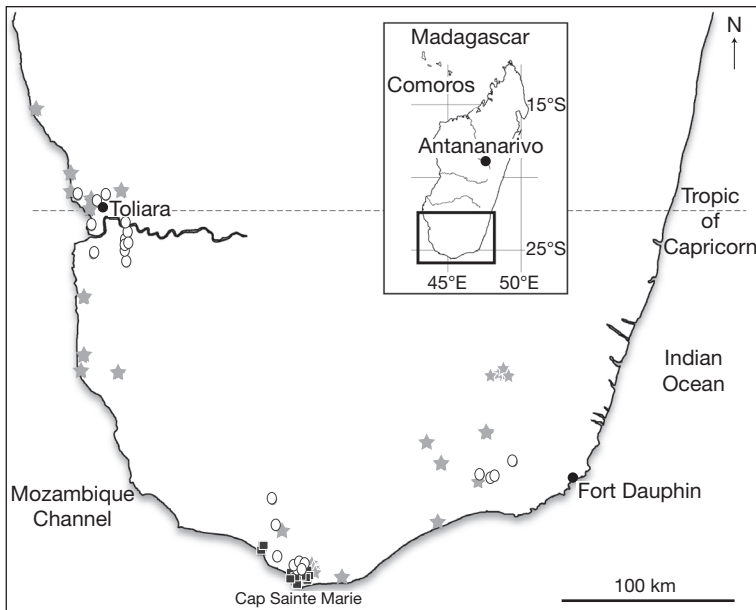 N
Madagascar
Comoros
15°S
Antananarivo
25°S
45°E 50°E
Toliara
Tropic
of
Capricorn
Indian
Ocean
Mozambique
Channel
Fort Dauphin
Cap Sainte Marie
100 km